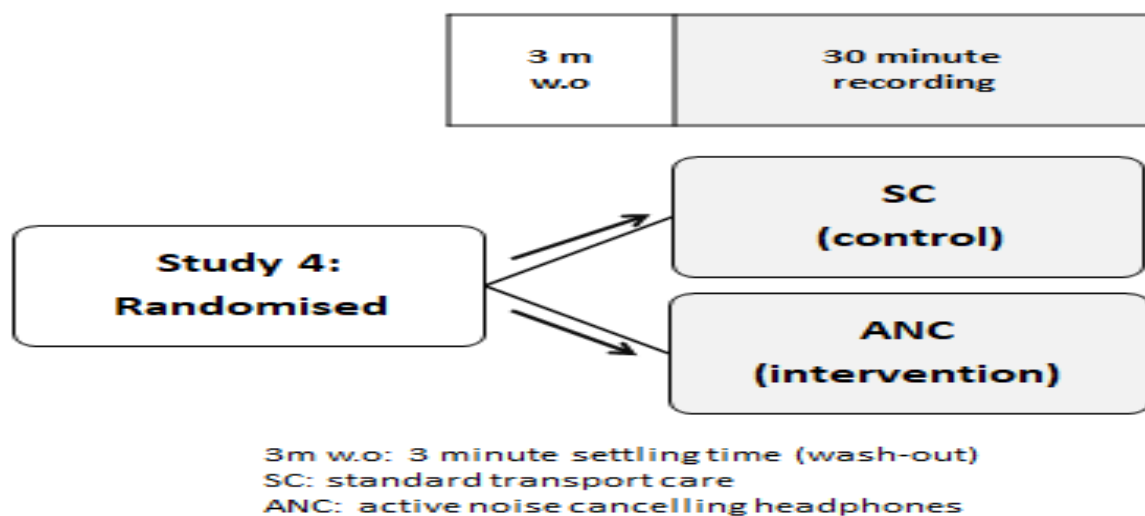 3 m
w.o
30 minute
recording
Study 4:
Randomised
SC
(control)
ANC
(intervention)
3m w.o: 3 minute settling time (wash-out)
SC: standard transport care
ANC: active noise cancelling headphones